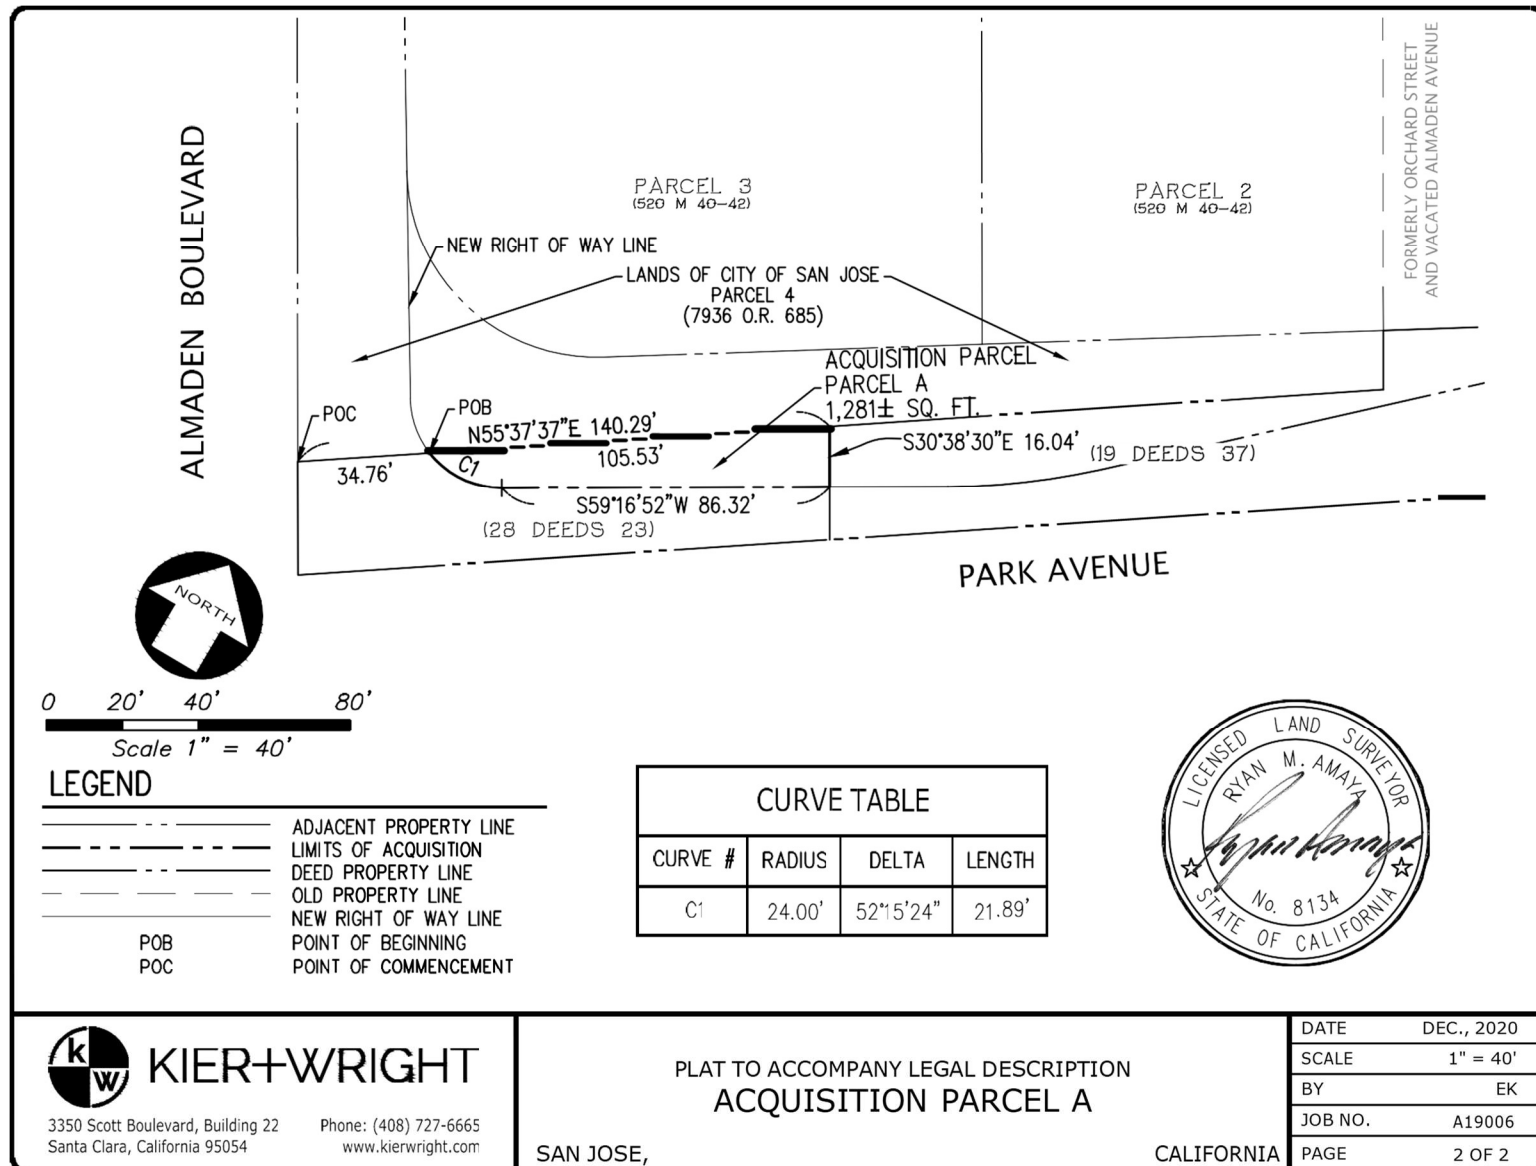 FORMERLY ORCHARD STREET
AND VACATED ALMADEN AVENUE
ALMADEN BOULEVARD
PARCEL 3
(520 M 40-42)
PARCEL 2
(520 M 40-42)
NEW RIGHT OF WAY LINE
LANDS OF CITY OF SAN JOSE
PARCEL 4
(7936 O.R. 685)
ACQUISITION PARCEL
PARCEL A
1,281± SQ. FT.
POC
POB
N55°37'37"E 140.29'
S30°38'30"E 16.04'
(19 DEEDS 37)
34.76'
C1
105.53'
S59°16'52"W 86.32'
(28 DEEDS 23)
PARK AVENUE
NORTH
0 20' 40' 80'
Scale 1" = 40'
LEGEND
ADJACENT PROPERTY LINE
LIMITS OF ACQUISITION
DEED PROPERTY LINE
OLD PROPERTY LINE
NEW RIGHT OF WAY LINE
POB POINT OF BEGINNING
POC POINT OF COMMENCEMENT
CURVE TABLE
CURVE # RADIUS DELTA LENGTH
C1 24.00' 52°15'24" 21.89'
LICENSED LAND SURVEYOR
RYAN M. AMAYA
No. 8134
STATE OF CALIFORNIA
k
w
KIER+WRIGHT
3350 Scott Boulevard, Building 22 Phone: (408) 727-6665
Santa Clara, California 95054 www.kierwright.com
PLAT TO ACCOMPANY LEGAL DESCRIPTION
ACQUISITION PARCEL A
SAN JOSE, CALIFORNIA
DATE DEC., 2020
SCALE 1" = 40'
BY EK
JOB NO. A19006
PAGE 2 OF 2